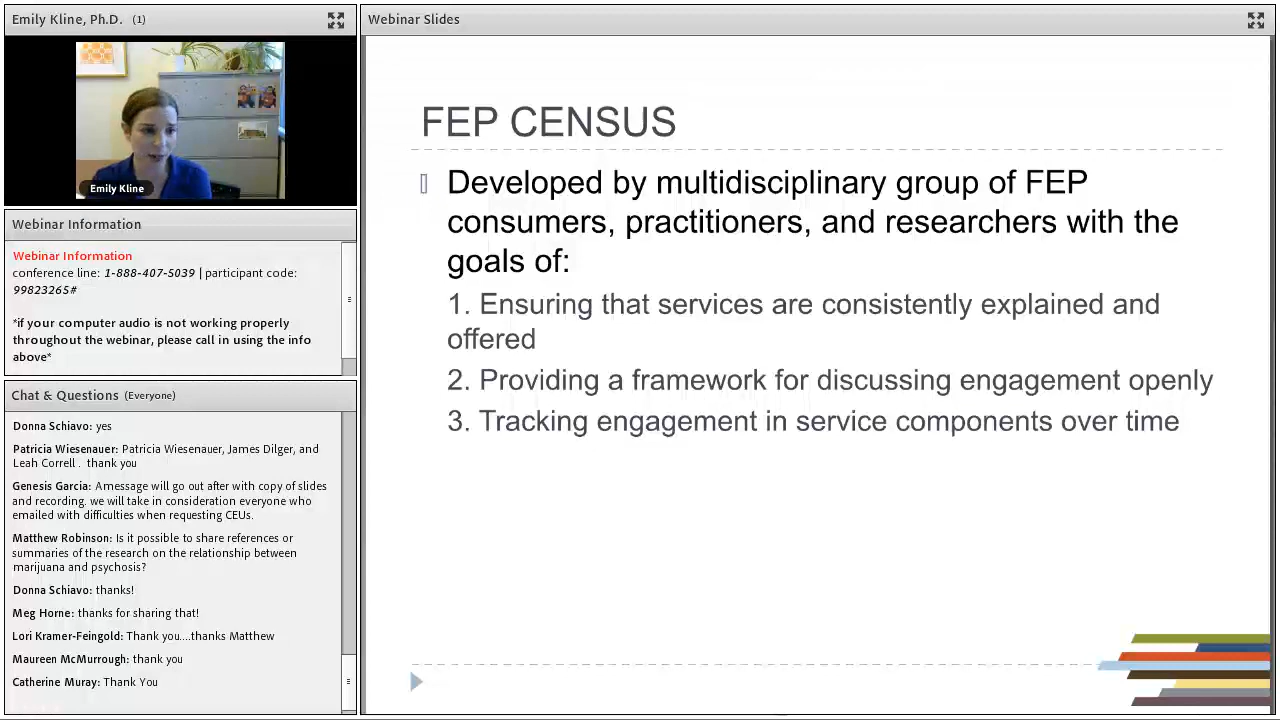 Emily Kline, Ph.D. (1)
Emily Kline
Webinar Information
Webinar Information
conference line: 1-888-407-5039 | participant code:
99823265#
*if your computer audio is not working properly
throughout the webinar, please call in using the info
above*
Chat & Questions (Everyone)
Donna Schiavo: yes
Patricia Wiesenauer: Patricia Wiesenauer, James Dilger, and
Leah Correll . thank you
Genesis Garcia: Amessage will go out after with copy of slides
and recording. we will take in consideration everyone who
emailed with difficulties when requesting CEUs.
Matthew Robinson: Is it possible to share references or
summaries of the research on the relationship between
marijuana and psychosis?
Donna Schiavo: thanks!
Meg Horne: thanks for sharing that!
Lori Kramer-Feingold: Thank you....thanks Matthew
Maureen McMurrough: thank you
Catherine Muray: Thank You
Webinar Slides
FEP CENSUS
Developed by multidisciplinary group of FEP
consumers, practitioners, and researchers with the
goals of:
1. Ensuring that services are consistently explained and
offered
2. Providing a framework for discussing engagement openly
3. Tracking engagement in service components over time